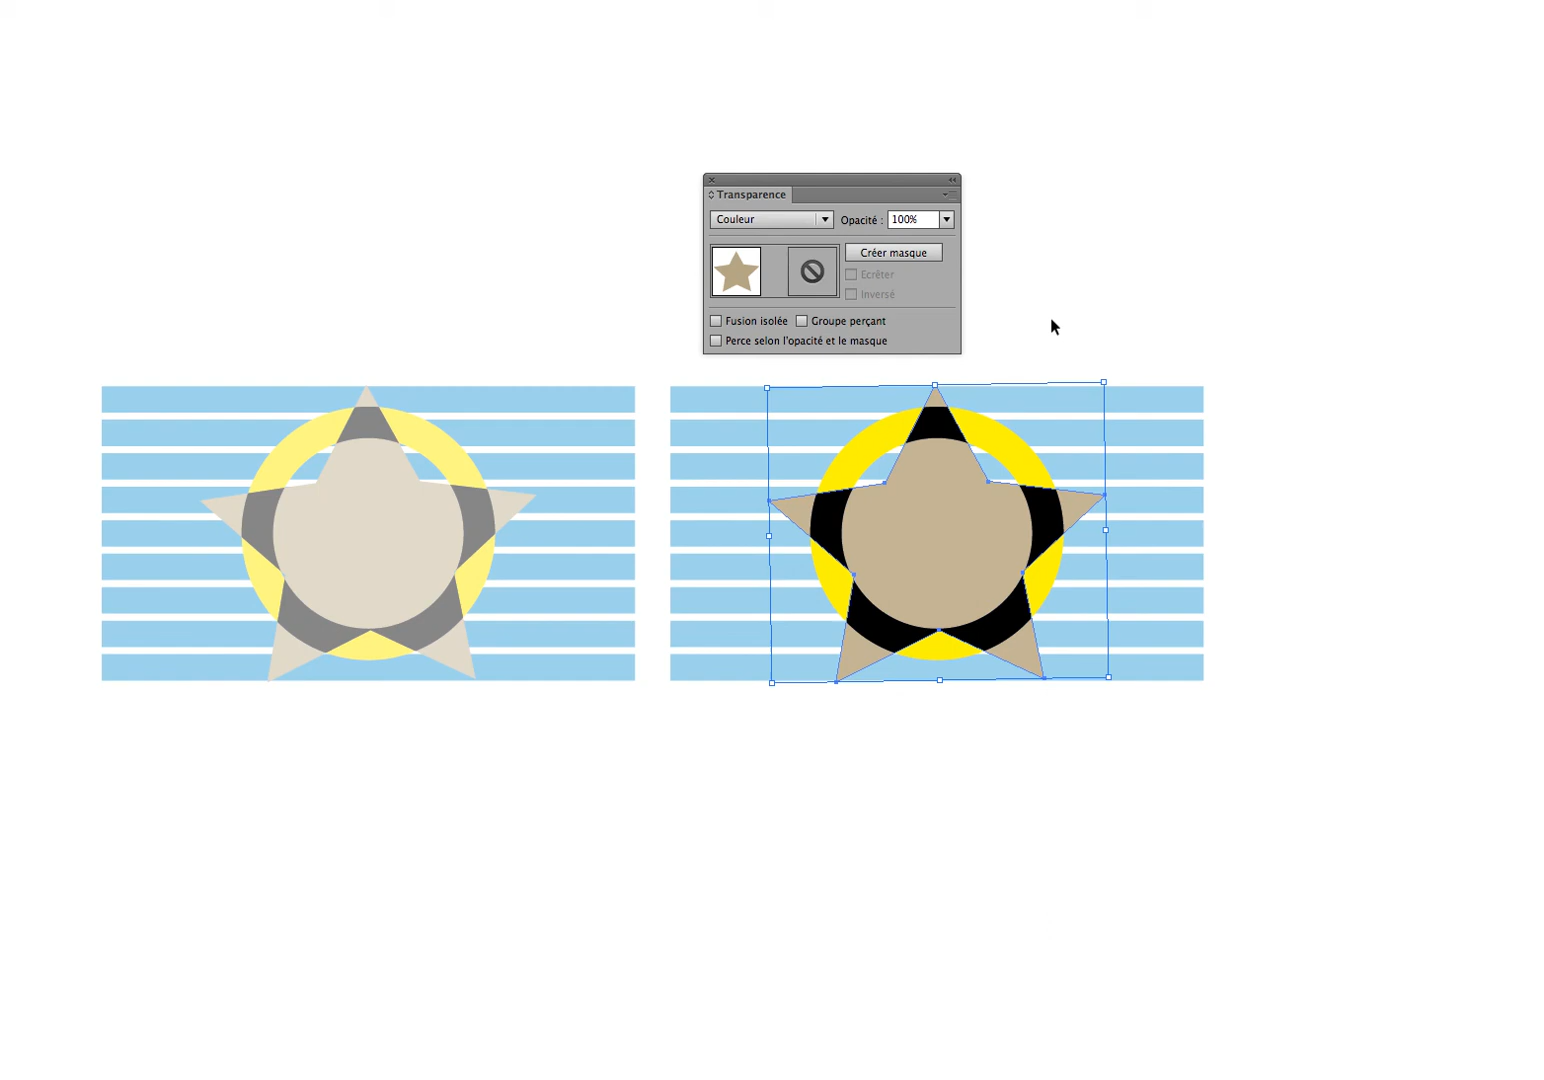 Transparence
Couleur Opacité : 100%
Créer masque
Ecrêter
Inversé
Fusion isolée Groupe perçant
Perce selon l'opacité et le masque